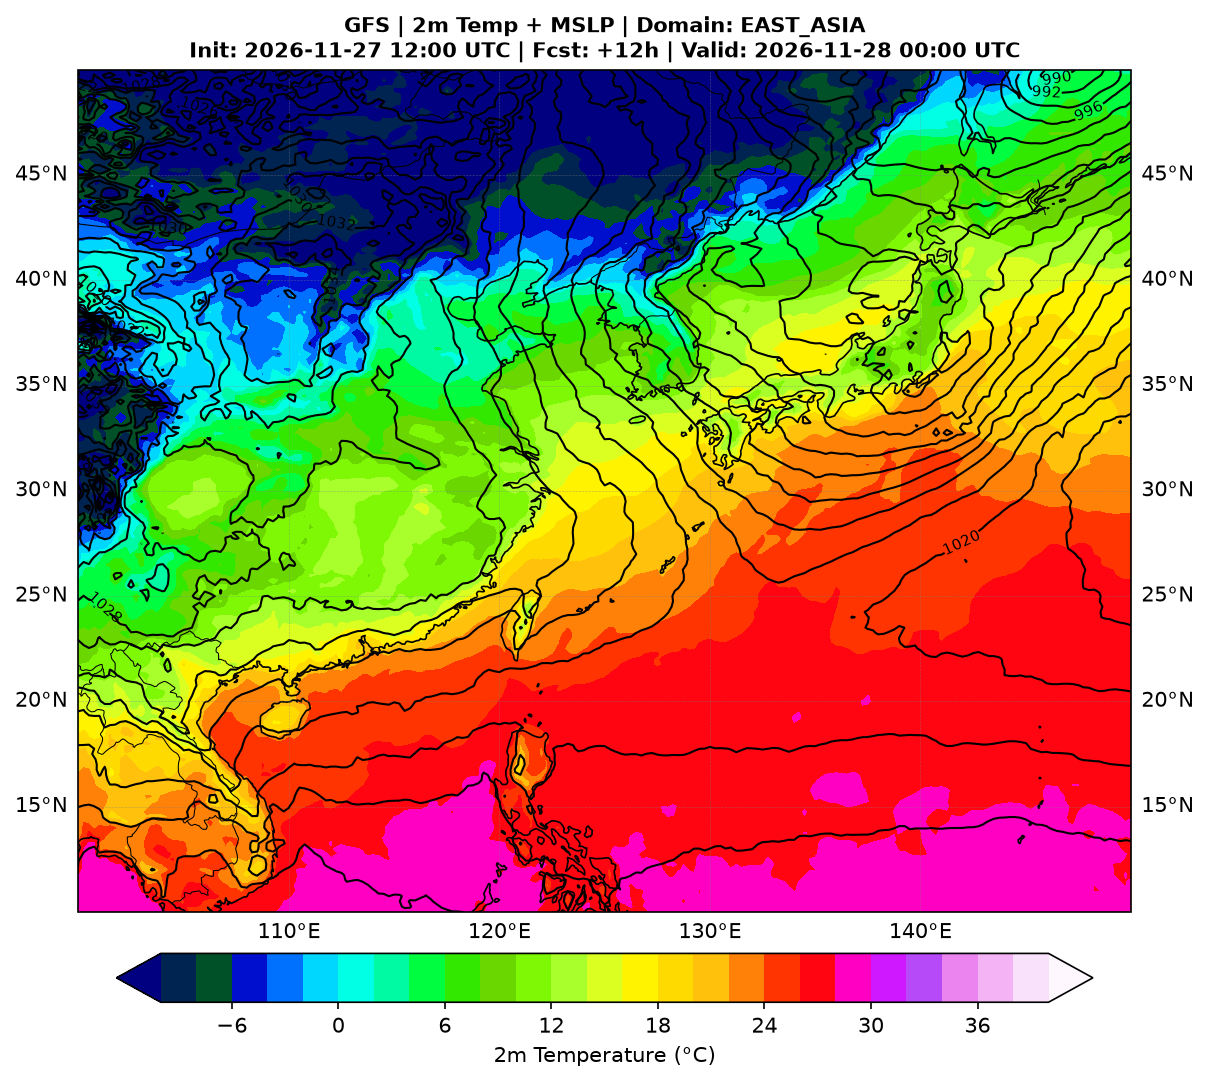 GFS | 2m Temp + MSLP | Domain: EAST_ASIA
Init: 2026-11-27 12:00 UTC | Fcst: +12h | Valid: 2026-11-28 00:00 UTC
990
992
996
45°N
45°N
1032
1030
40°N
40°N
35°N
35°N
30°N
30°N
1020
25°N
25°N
1028
20°N
20°N
15°N
15°N
110°E
120°E
130°E
140°E
−6
0
6
12
18
24
30
36
2m Temperature (°C)